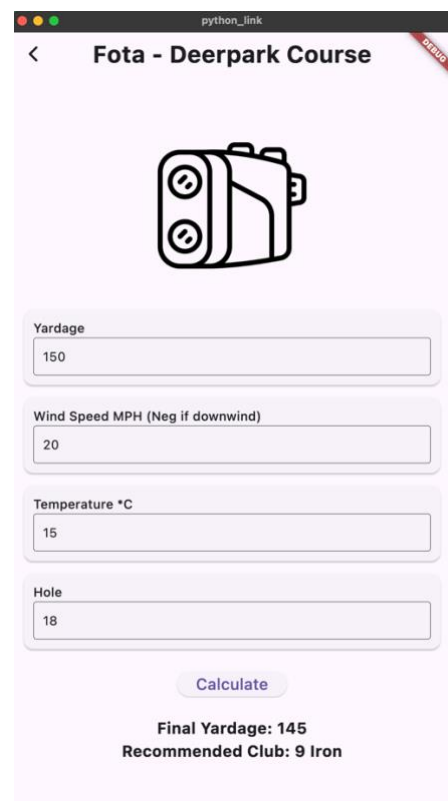 python_link
Fota - Deerpark Course
DEBUG
Yardage
150
Wind Speed MPH (Neg if downwind)
20
Temperature *C
15
Hole
18
Calculate
Final Yardage: 145
Recommended Club: 9 Iron